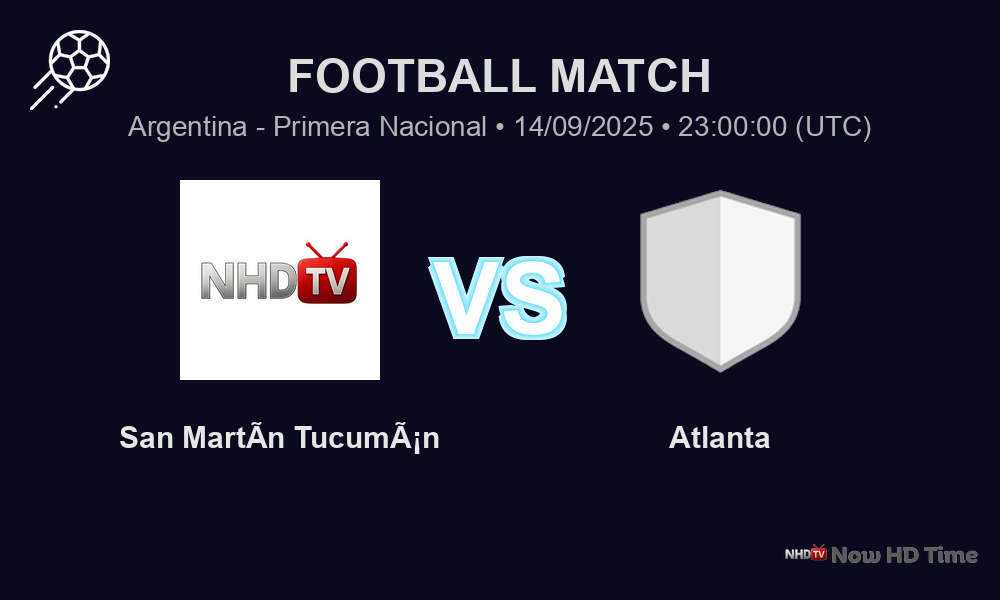 FOOTBALL MATCH
Argentina - Primera Nacional • 14/09/2025 • 23:00:00 (UTC)
NHD TV
VS
San MartÃn TucumÃ¡n
Atlanta
NHD TV Now HD Time